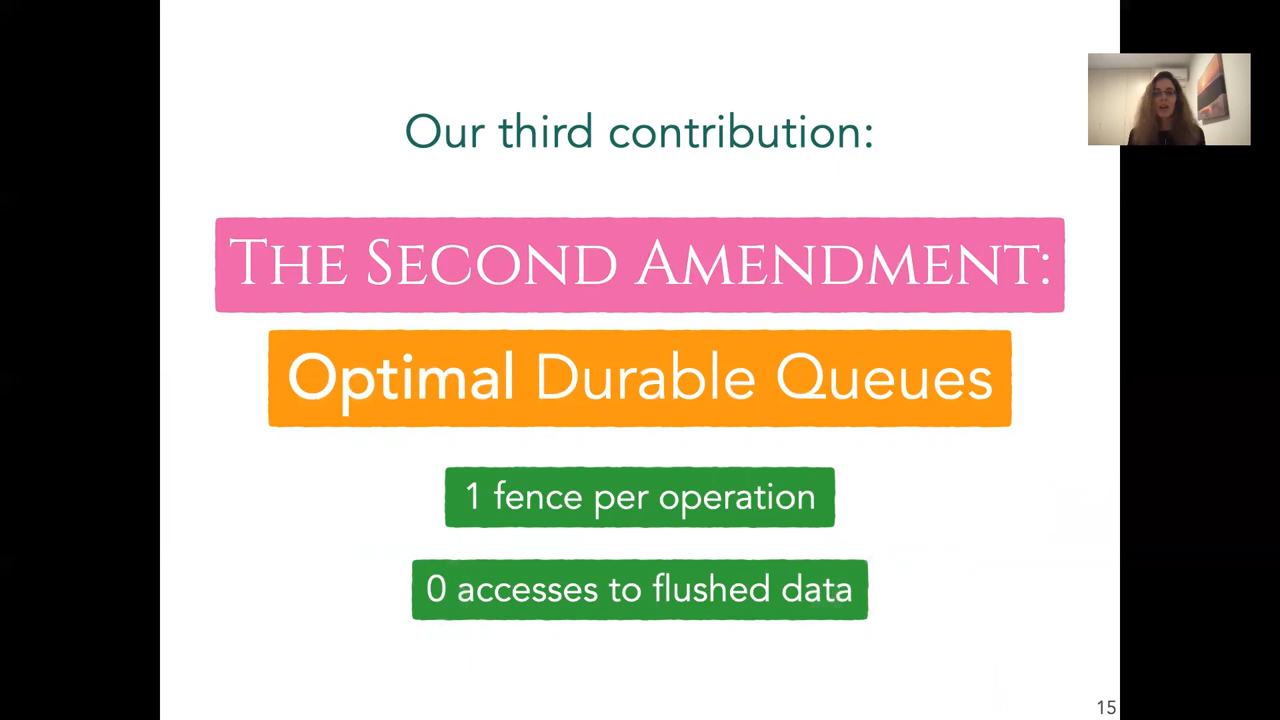 Our third contribution:
THE SECOND AMENDMENT:
Optimal Durable Queues
1 fence per operation
0 accesses to flushed data
15